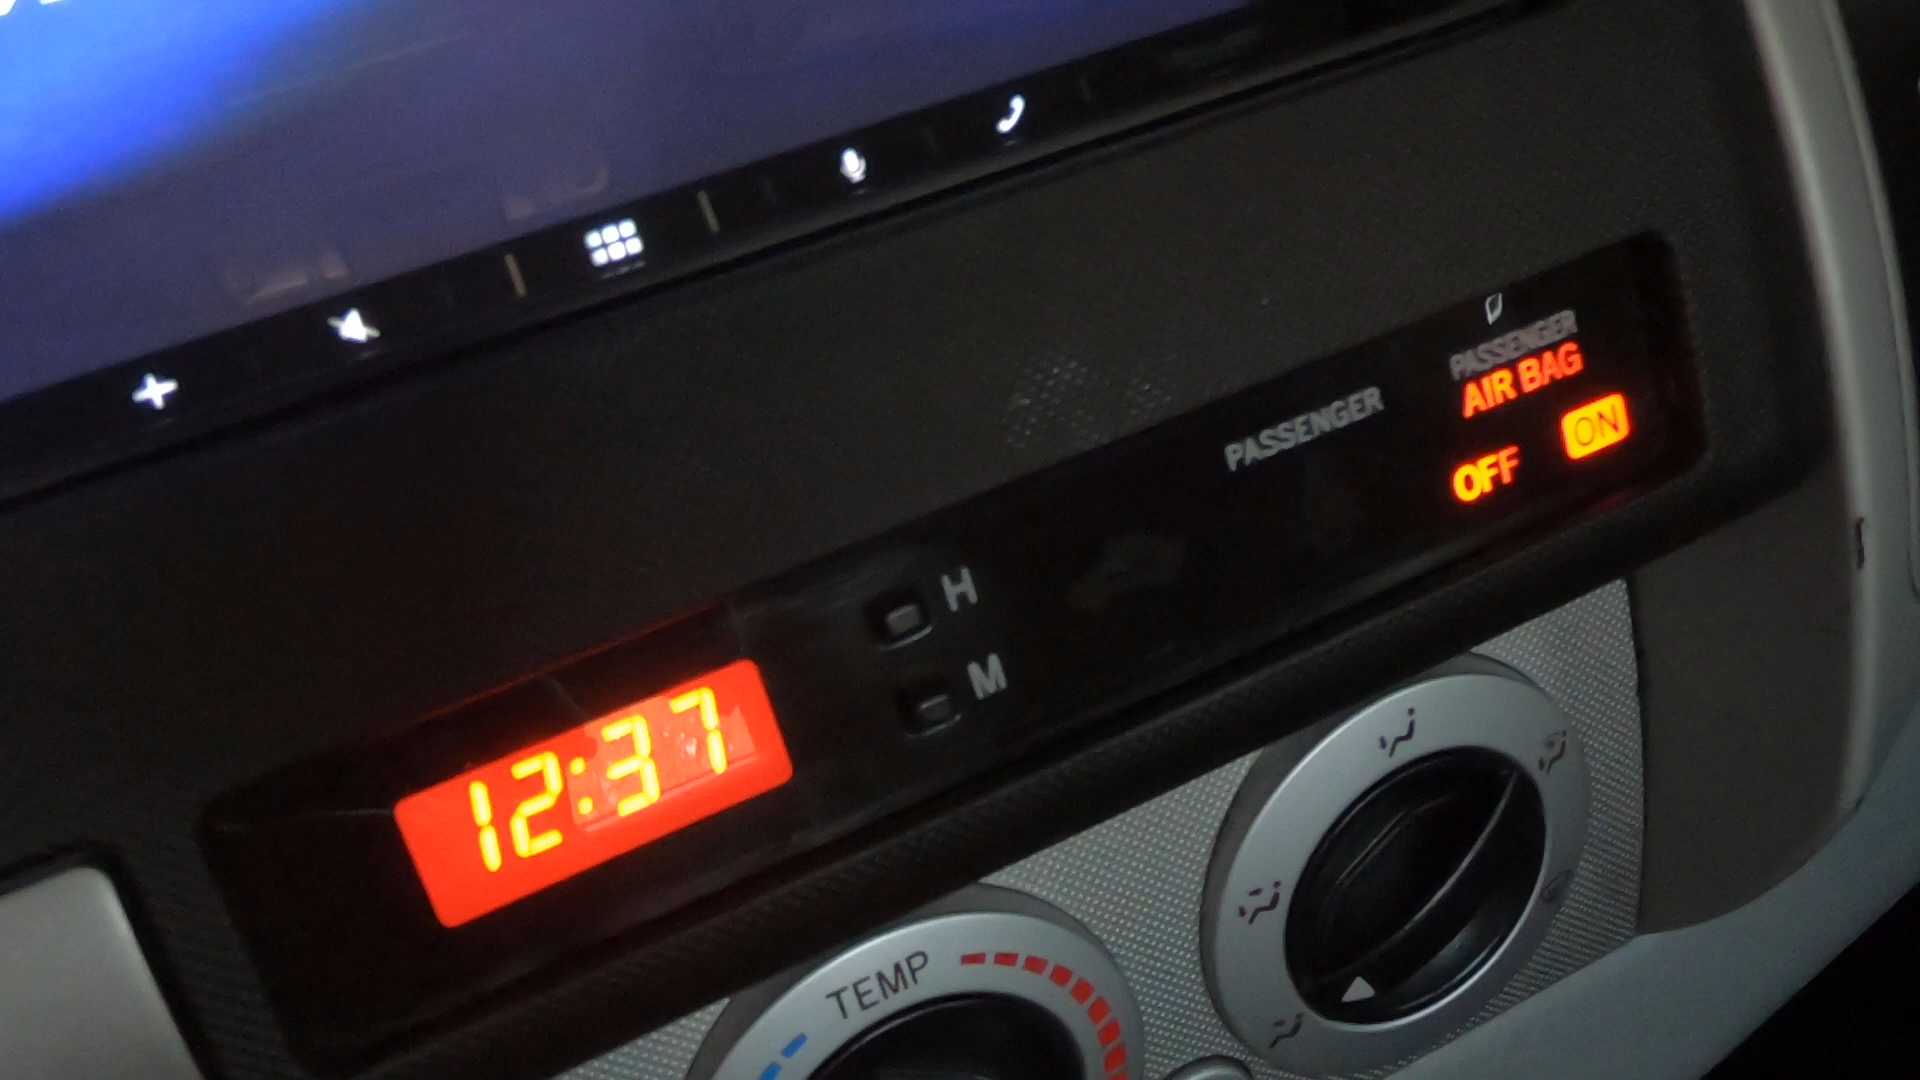 PASSENGER
PASSENGER
AIR BAG
OFF ON
H
M
12:37
TEMP